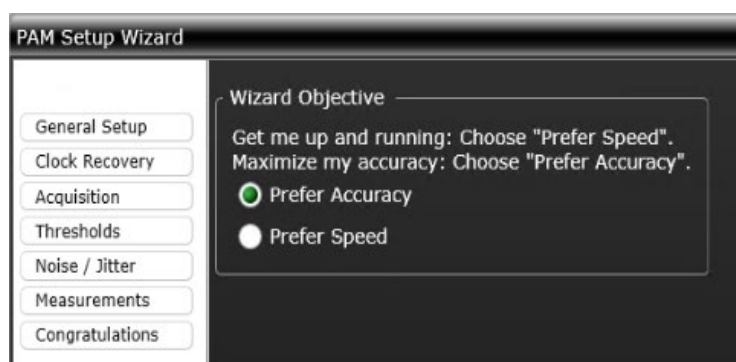 PAM Setup Wizard
General Setup
Clock Recovery
Acquisition
Thresholds
Noise / Jitter
Measurements
Congratulations
Wizard Objective
Get me up and running: Choose "Prefer Speed".
Maximize my accuracy: Choose "Prefer Accuracy".
Prefer Accuracy
Prefer Speed